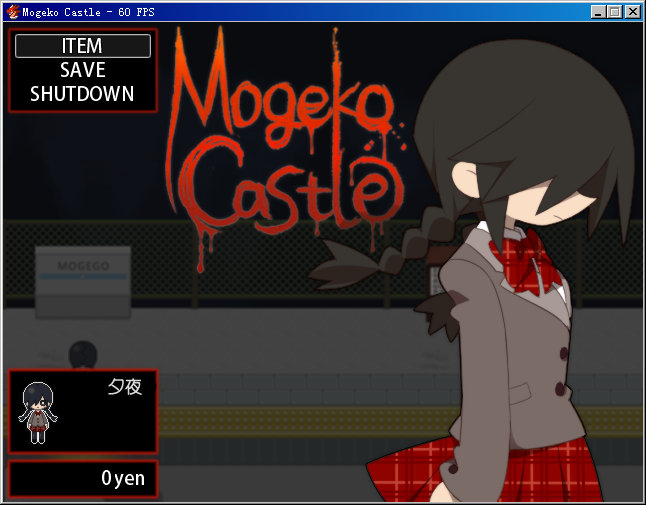 Mogeko Castle - 60 FPS
ITEM
SAVE
SHUTDOWN
Mogeko
Castle
MOGEGO
夕夜
0yen